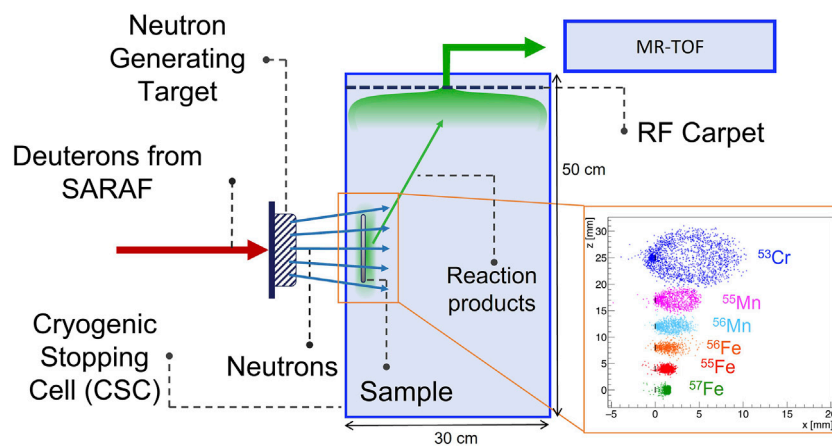 Neutron
Generating
Target
MR-TOF
Deuterons from
SARAF
RF Carpet
50 cm
Reaction
products
Cryogenic
Stopping
Cell (CSC)
Neutrons
Sample
30 cm
z [mm]
35
30
25
20
15
10
5
0
⁵³Cr
⁵⁵Mn
⁵⁶Mn
⁵⁶Fe
⁵⁵Fe
⁵⁷Fe
−5 0 5 10 15 20
x [mm]